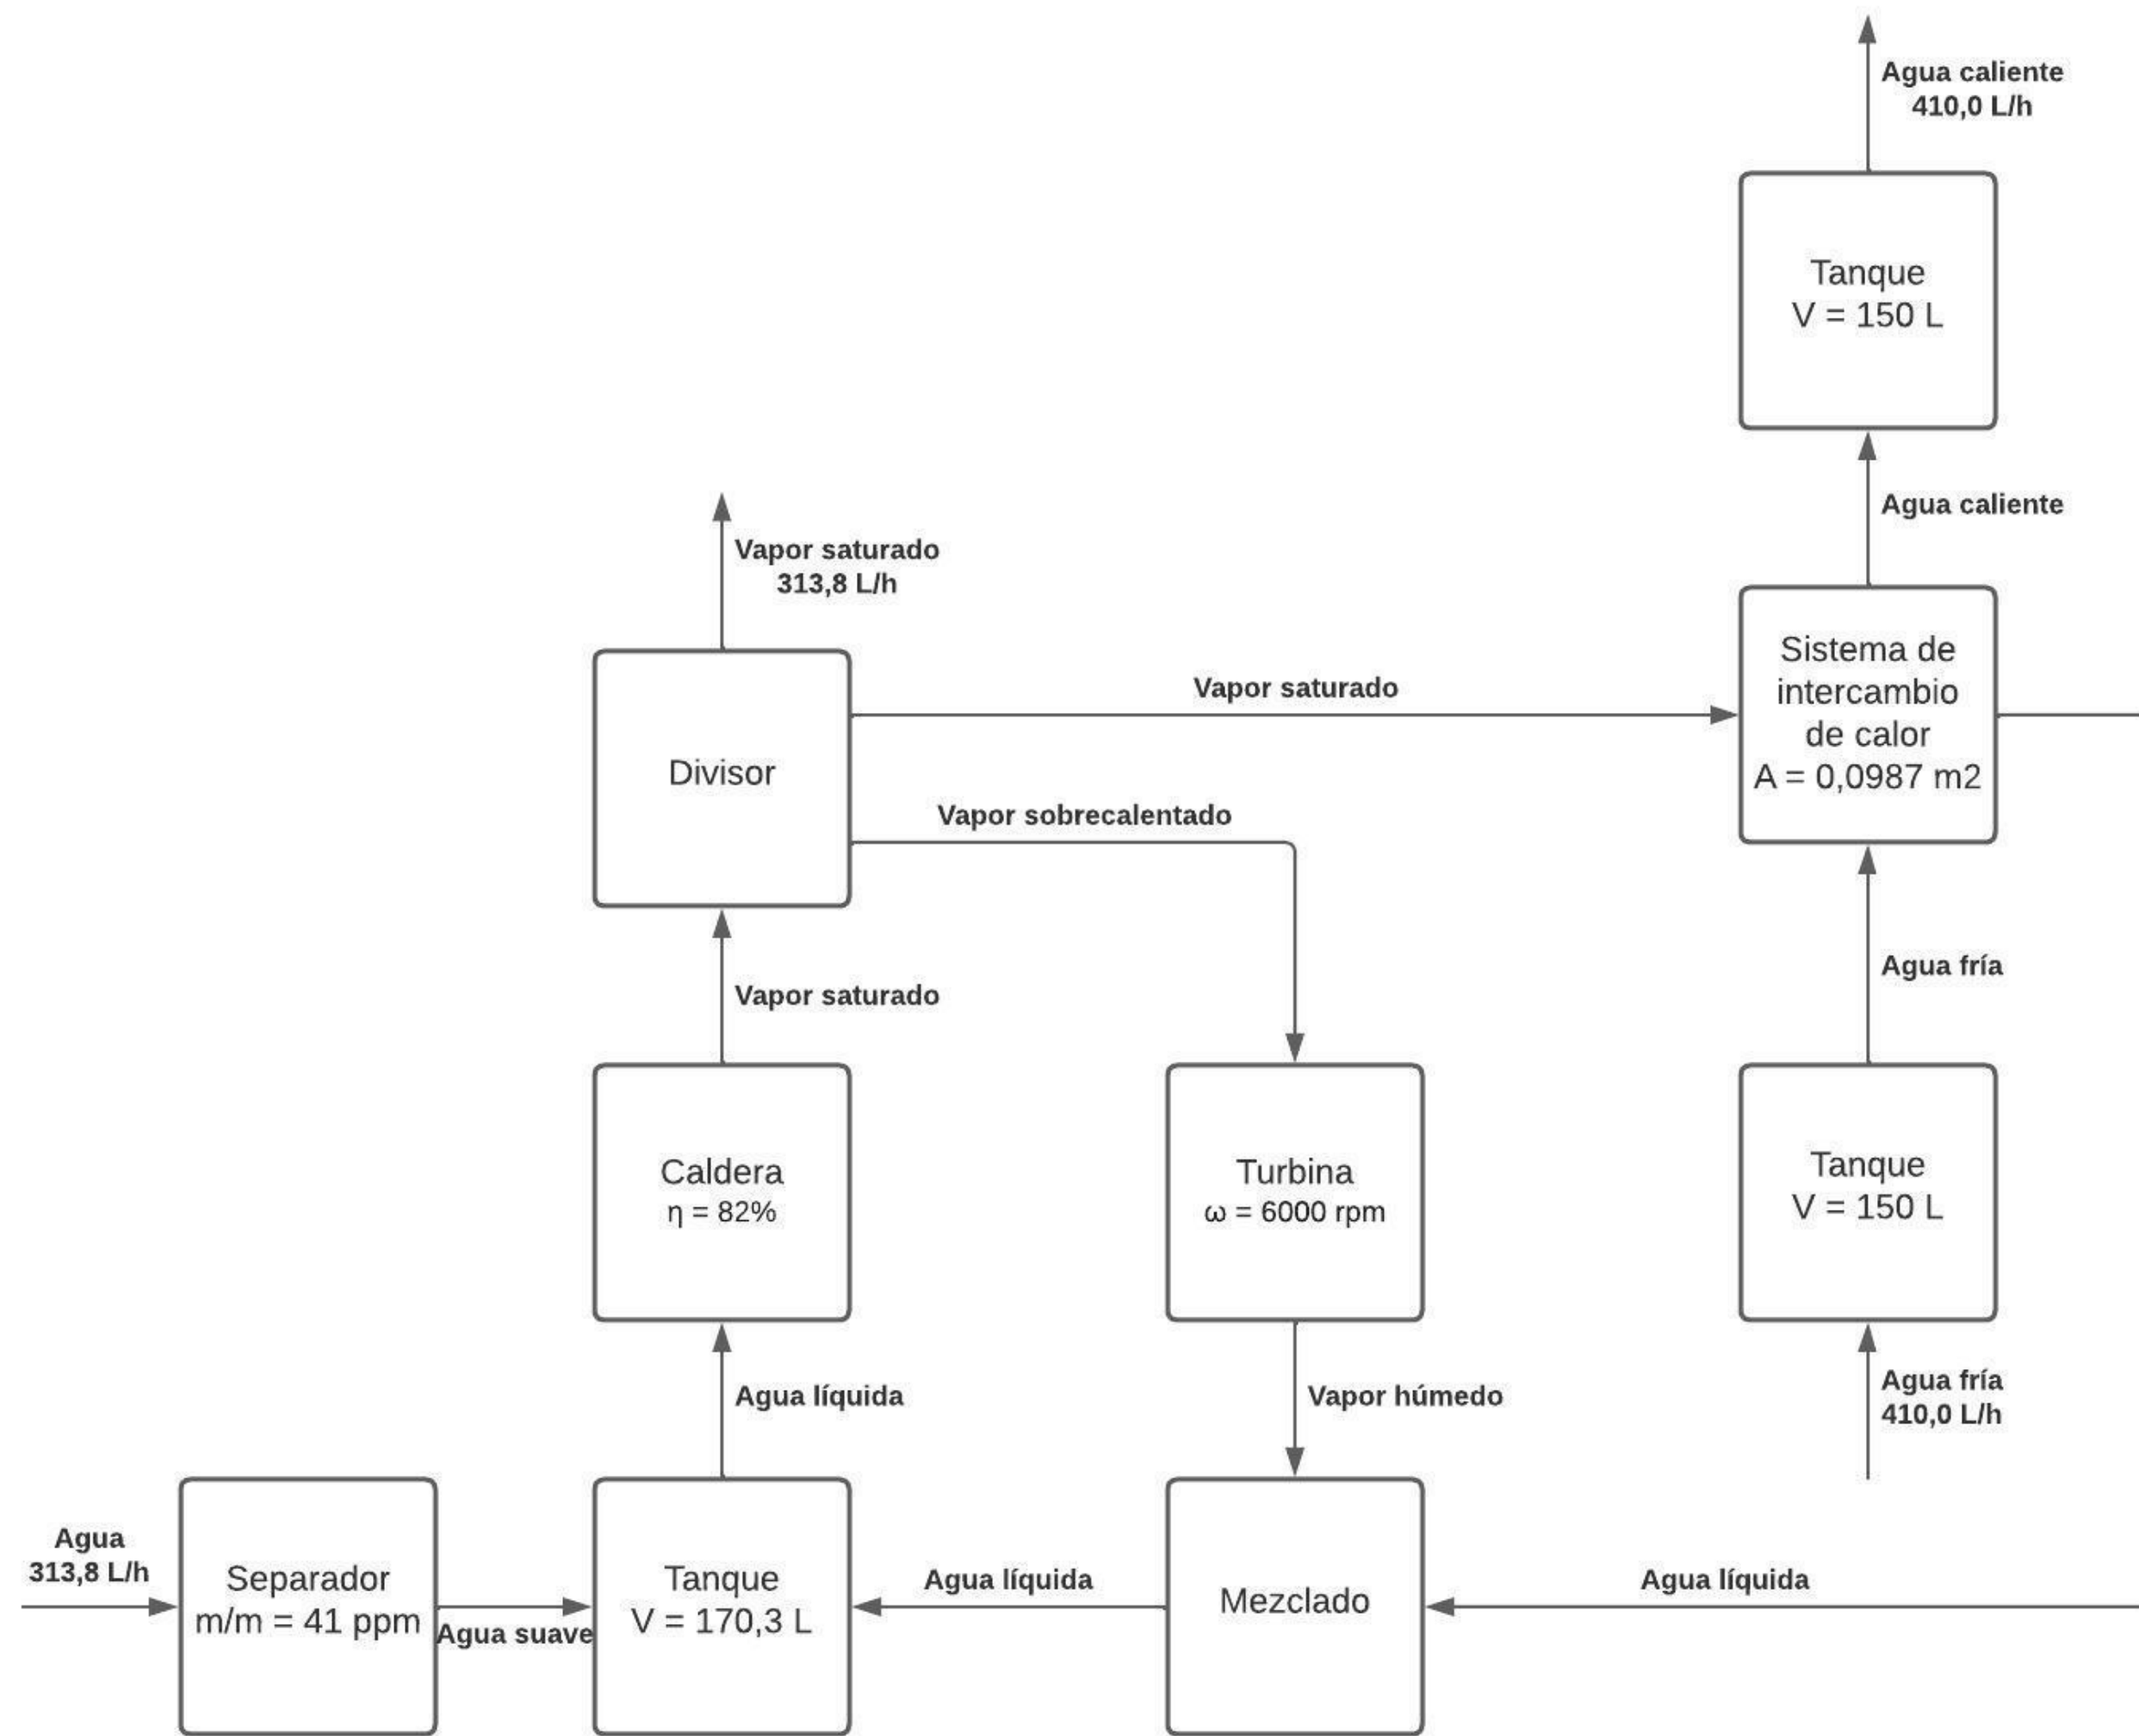 Agua caliente
410,0 L/h
Tanque
V = 150 L
Agua caliente
Vapor saturado
313,8 L/h
Sistema de
intercambio
de calor
A = 0,0987 m2
Vapor saturado
Divisor
Vapor sobrecalentado
Agua fría
Vapor saturado
Caldera
η = 82%
Turbina
ω = 6000 rpm
Tanque
V = 150 L
Agua líquida
Vapor húmedo
Agua fría
410,0 L/h
Agua
313,8 L/h
Separador
m/m = 41 ppm
Agua suave
Tanque
V = 170,3 L
Agua líquida
Mezclado
Agua líquida